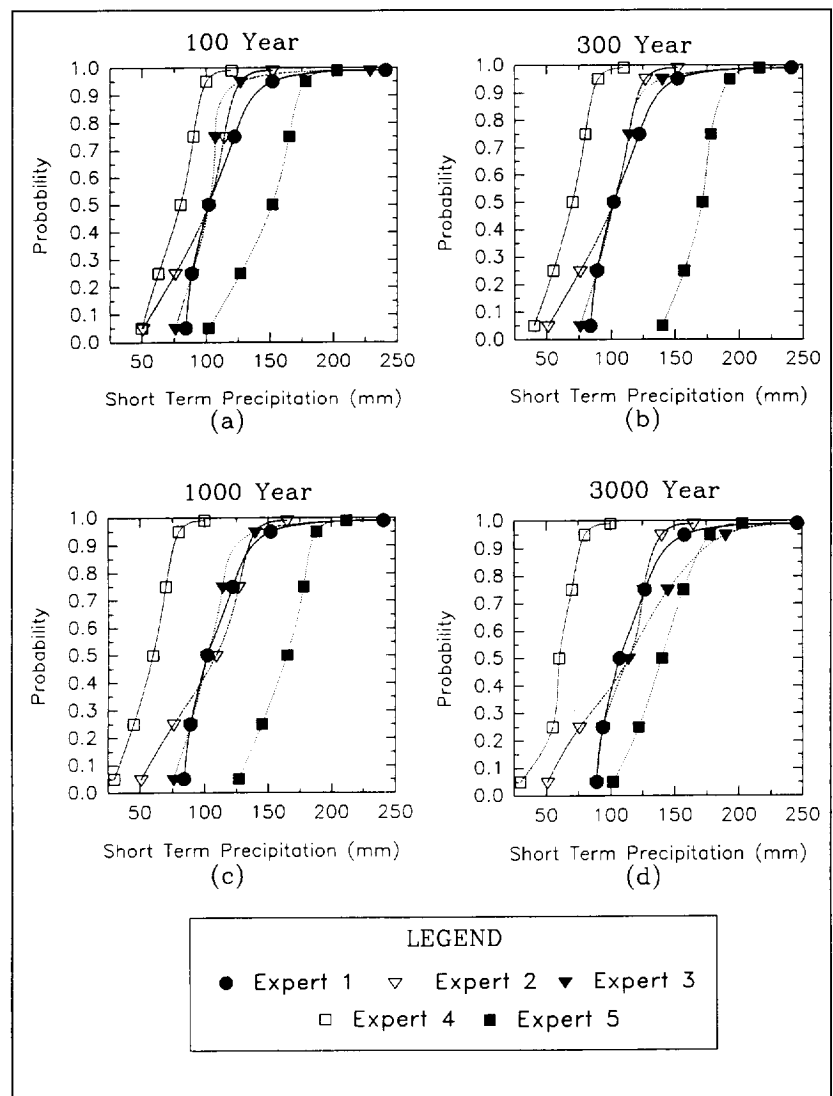 100 Year
300 Year
Probability
1.0
0.9
0.8
0.7
0.6
0.5
0.4
0.3
0.2
0.1
0.0
50 100 150 200 250
Short Term Precipitation (mm)
(a)
Probability
1.0
0.9
0.8
0.7
0.6
0.5
0.4
0.3
0.2
0.1
0.0
50 100 150 200 250
Short Term Precipitation (mm)
(b)
1000 Year
3000 Year
Probability
1.0
0.9
0.8
0.7
0.6
0.5
0.4
0.3
0.2
0.1
0.0
50 100 150 200 250
Short Term Precipitation (mm)
(c)
Probability
1.0
0.9
0.8
0.7
0.6
0.5
0.4
0.3
0.2
0.1
0.0
50 100 150 200 250
Short Term Precipitation (mm)
(d)
LEGEND
Expert 1 Expert 2 Expert 3
Expert 4 Expert 5